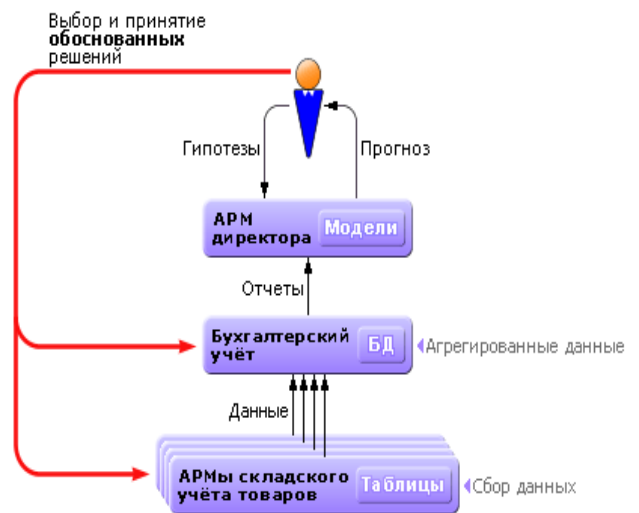 Выбор и принятие
обоснованных
решений
Гипотезы
Прогноз
АРМ
директора
Модели
Отчеты
Бухгалтерский
учёт
БД
Агрегированные данные
Данные
АРМы складского
учёта товаров
Таблицы
Сбор данных